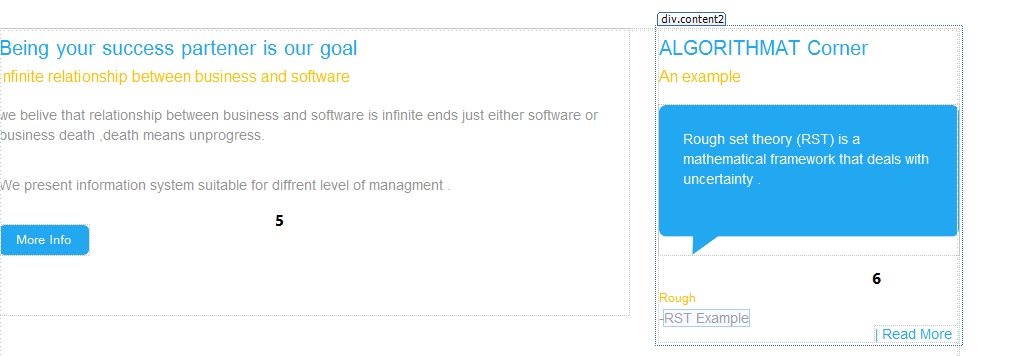 div.content2
Being your success partener is our goal
Infinite relationship between business and software
we belive that relationship between business and software is infinite ends just either software or
business death ,death means unprogress.
We present information system suitable for diffrent level of managment .
5
More Info
ALGORITHMAT Corner
An example
Rough set theory (RST) is a
mathematical framework that deals with
uncertainty .
6
Rough
-RST Example
| Read More